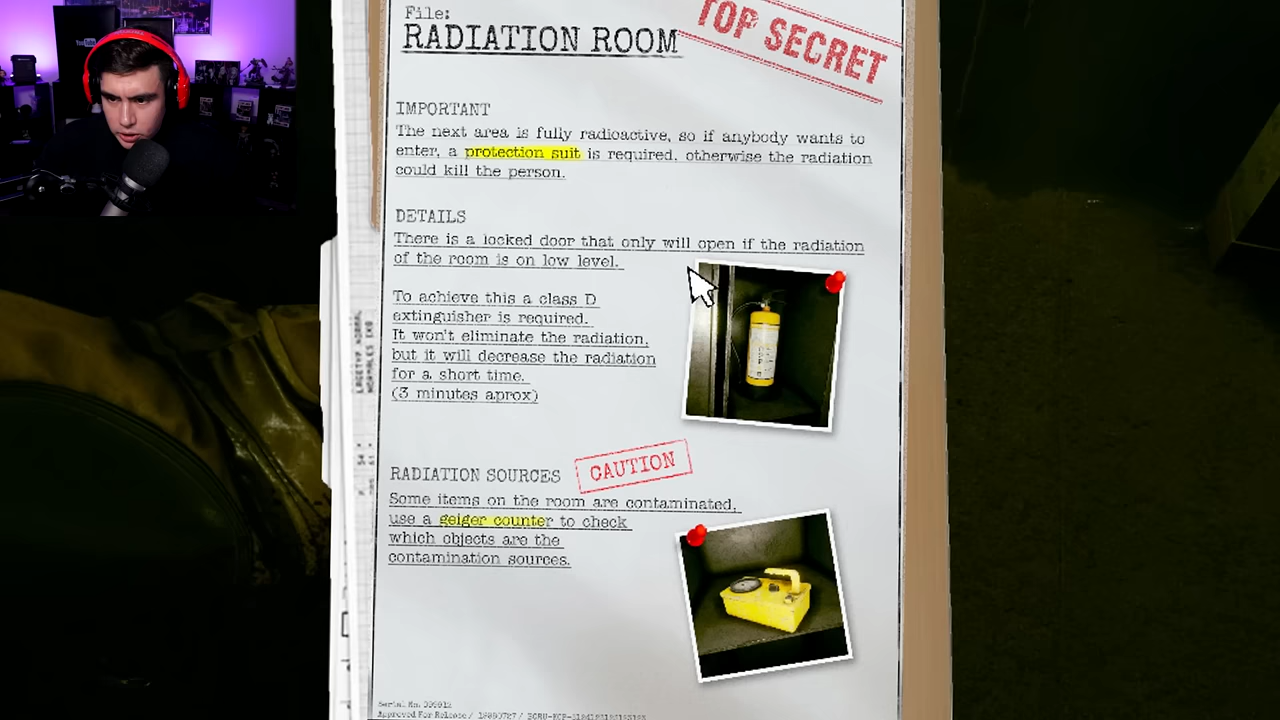 File:
RADIATION ROOM
TOP SECRET
IMPORTANT
The next area is fully radioactive, so if anybody wants to
enter, a protection suit is required. otherwise the radiation
could kill the person.
DETAILS
There is a locked door that only will open if the radiation
of the room is on low level.
To achieve this a class D
extinguisher is required.
It won't eliminate the radiation,
but it will decrease the radiation
for a short time.
(3 minutes aprox)
RADIATION SOURCES
CAUTION
Some items on the room are contaminated,
use a geiger counter to check
which objects are the
contamination sources.